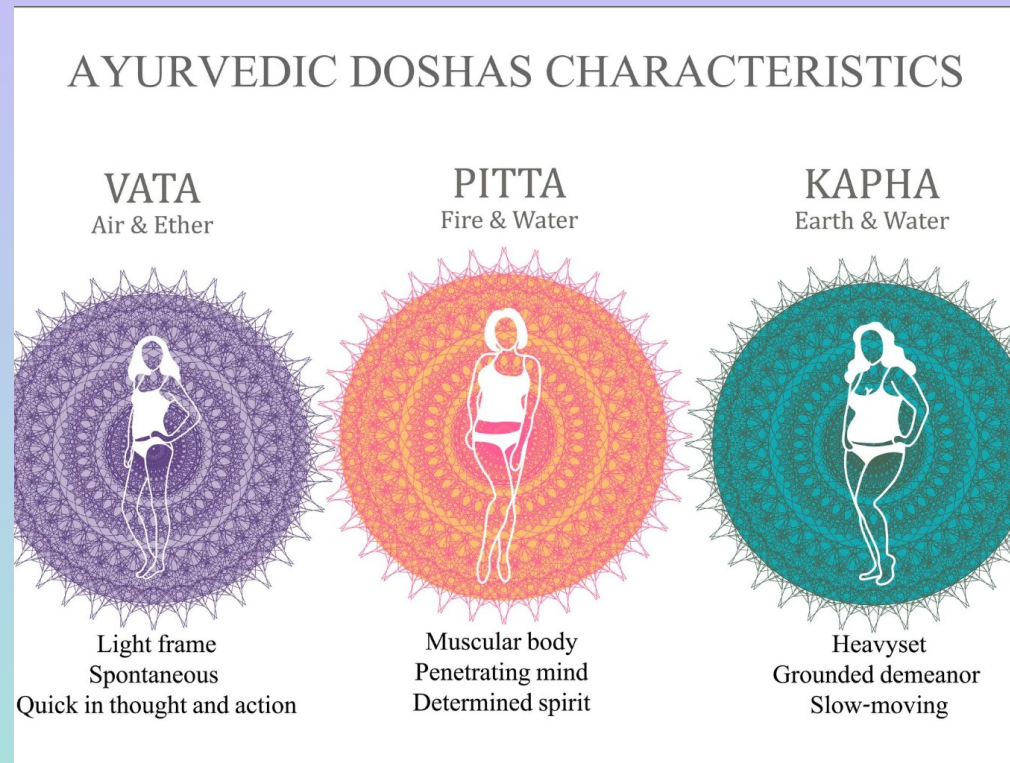 AYURVEDIC DOSHAS CHARACTERISTICS
VATA
Air & Ether
Light frame
Spontaneous
Quick in thought and action
PITTA
Fire & Water
Muscular body
Penetrating mind
Determined spirit
KAPHA
Earth & Water
Heavyset
Grounded demeanor
Slow-moving